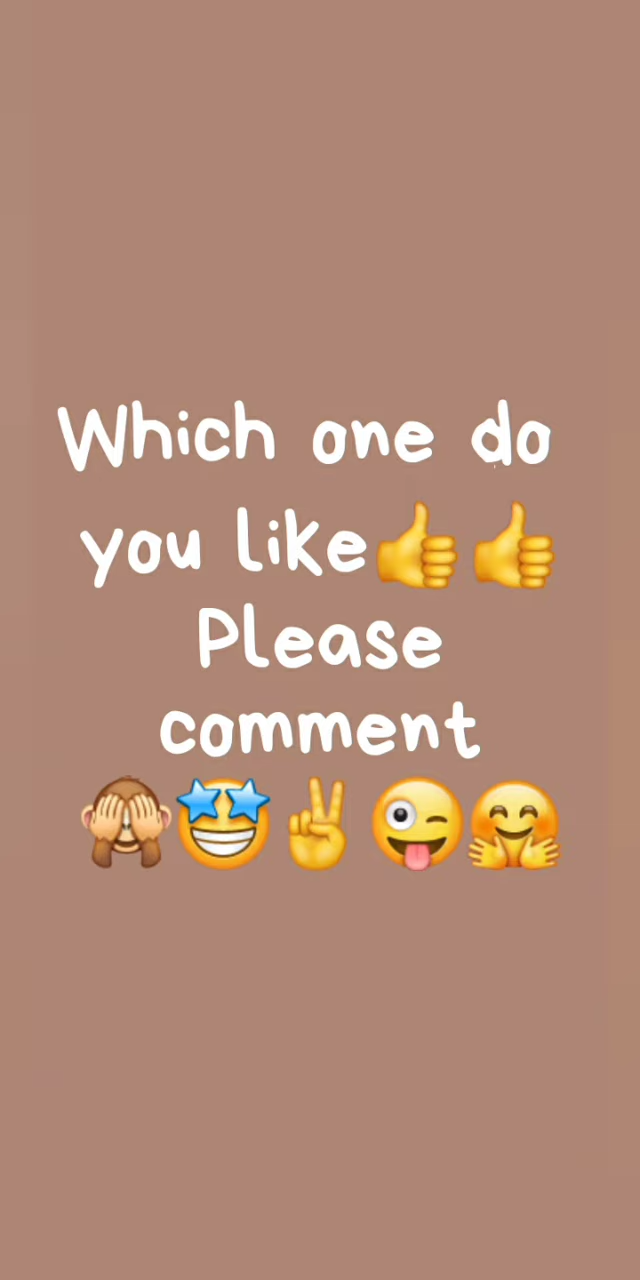 Which one do
you like👍👍
Please
comment
🙈🤩✌️😜🤗